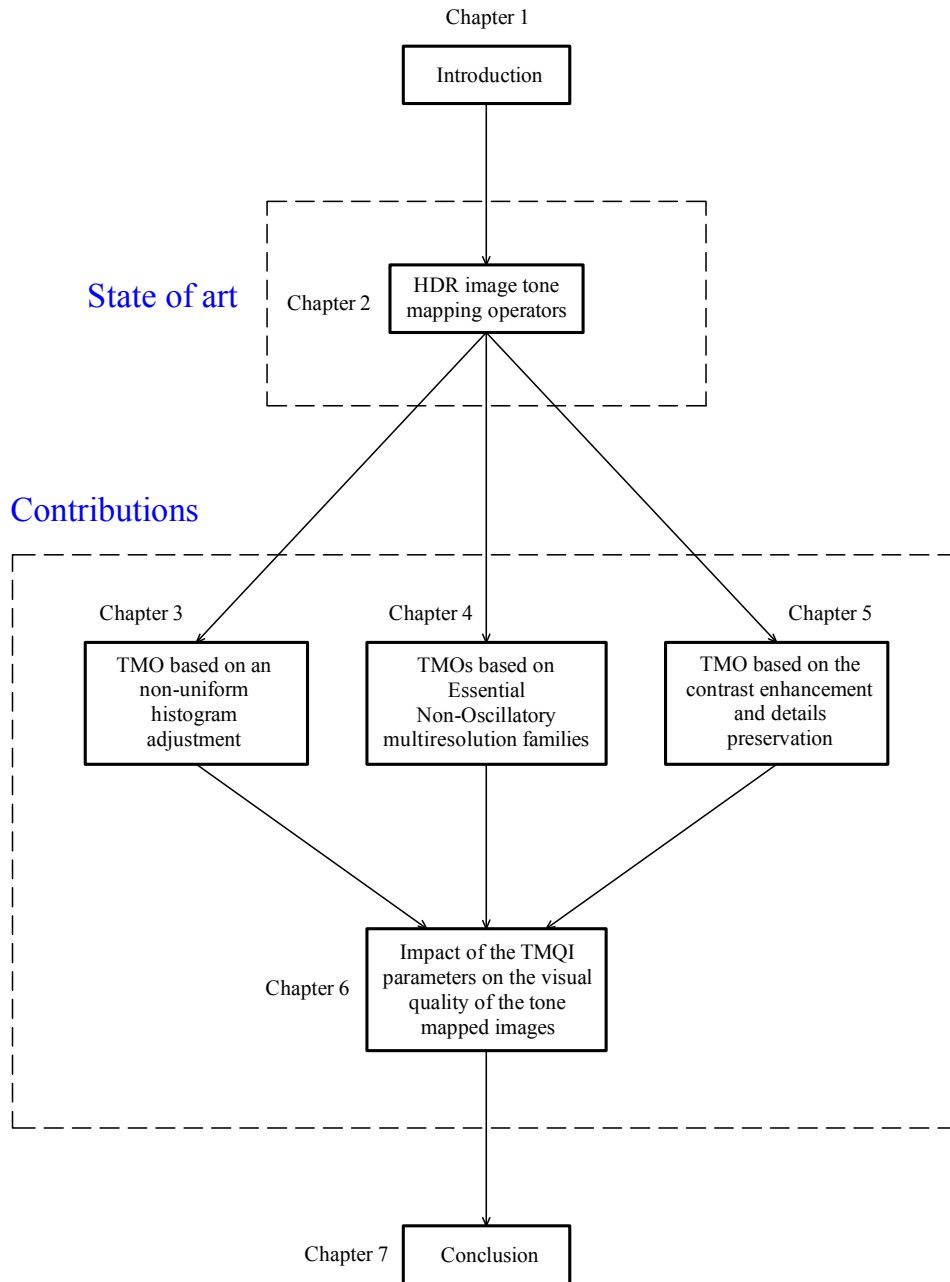 Chapter 1
Introduction
State of art
Chapter 2
HDR image tone
mapping operators
Contributions
Chapter 3
TMO based on an
non-uniform
histogram
adjustment
Chapter 4
TMOs based on
Essential
Non-Oscillatory
multiresolution families
Chapter 5
TMO based on the
contrast enhancement
and details
preservation
Chapter 6
Impact of the TMQI
parameters on the visual
quality of the tone
mapped images
Chapter 7
Conclusion